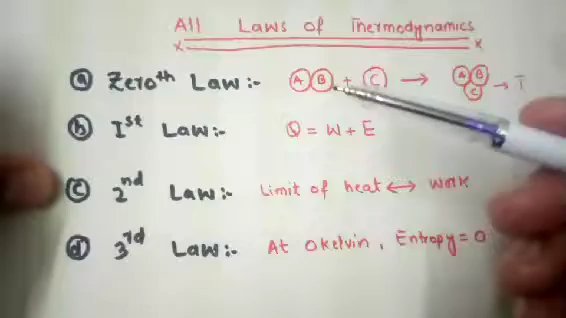 All Laws of Thermodynamics
(a) Zeroth Law:- (A)(B) + (C) → (A)(B)(C) → T
(b) Ist Law:- Q = W + E
(c) 2nd Law:- Limit of heat ↔ work
(d) 3rd Law:- At 0 kelvin, Entropy = 0